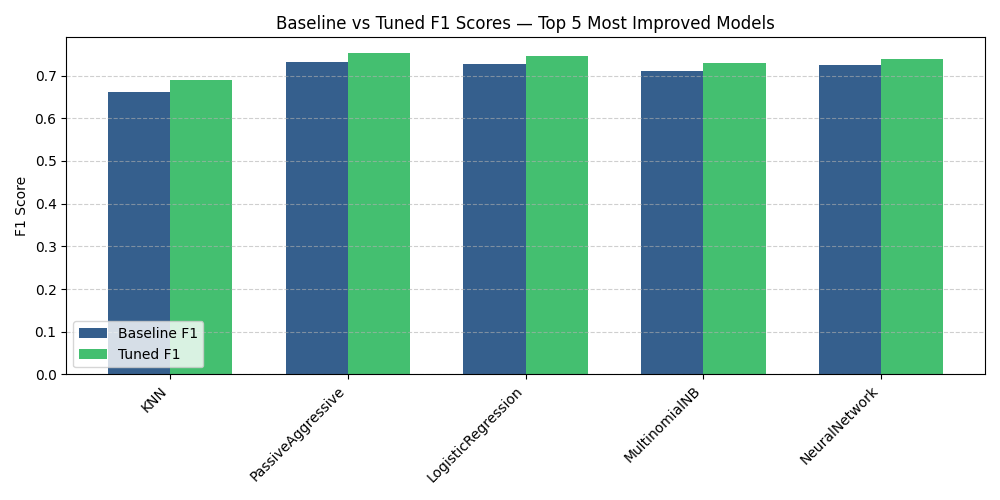 Baseline vs Tuned F1 Scores — Top 5 Most Improved Models
F1 Score
0.7
0.6
0.5
0.4
0.3
0.2
0.1
0.0
Baseline F1
Tuned F1
KNN
PassiveAggressive
LogisticRegression
MultinomialNB
NeuralNetwork